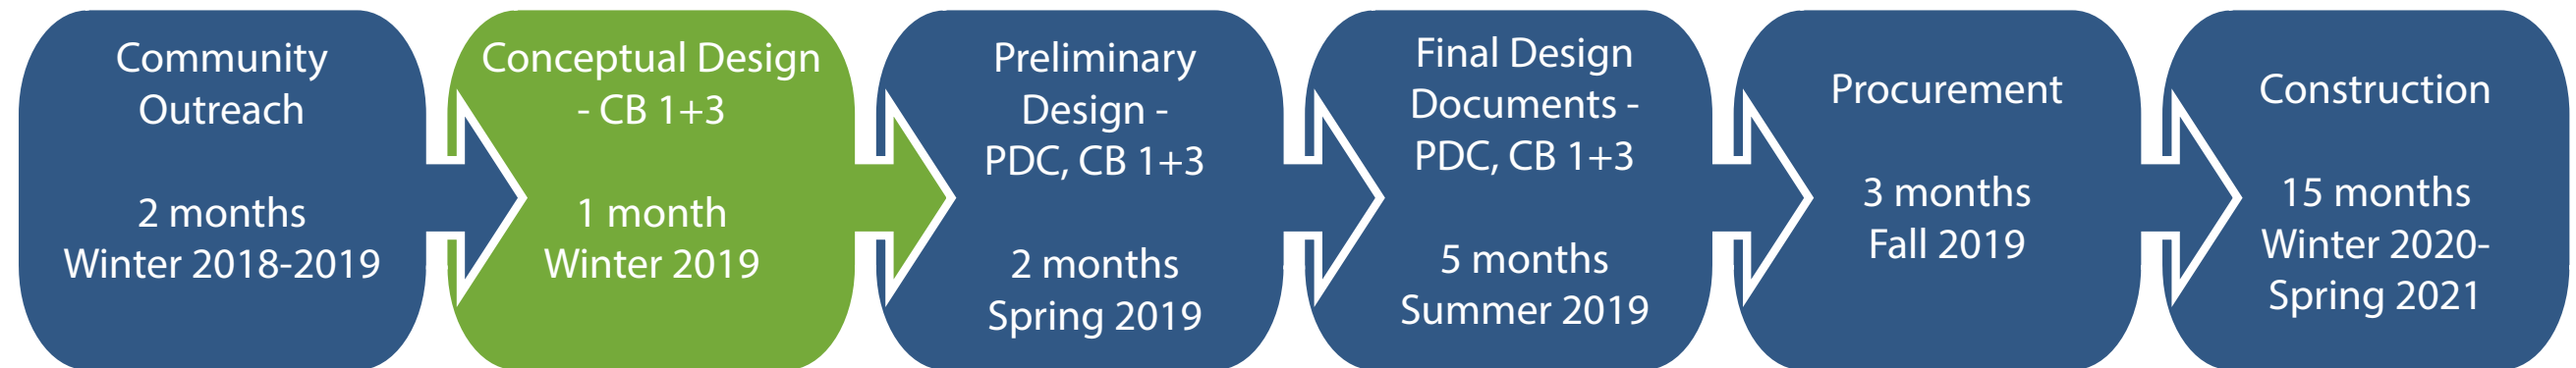 Community
Outreach
2 months
Winter 2018-2019
Conceptual Design
- CB 1+3
1 month
Winter 2019
Preliminary
Design -
PDC, CB 1+3
2 months
Spring 2019
Final Design
Documents -
PDC, CB 1+3
5 months
Summer 2019
Procurement
3 months
Fall 2019
Construction
15 months
Winter 2020-
Spring 2021